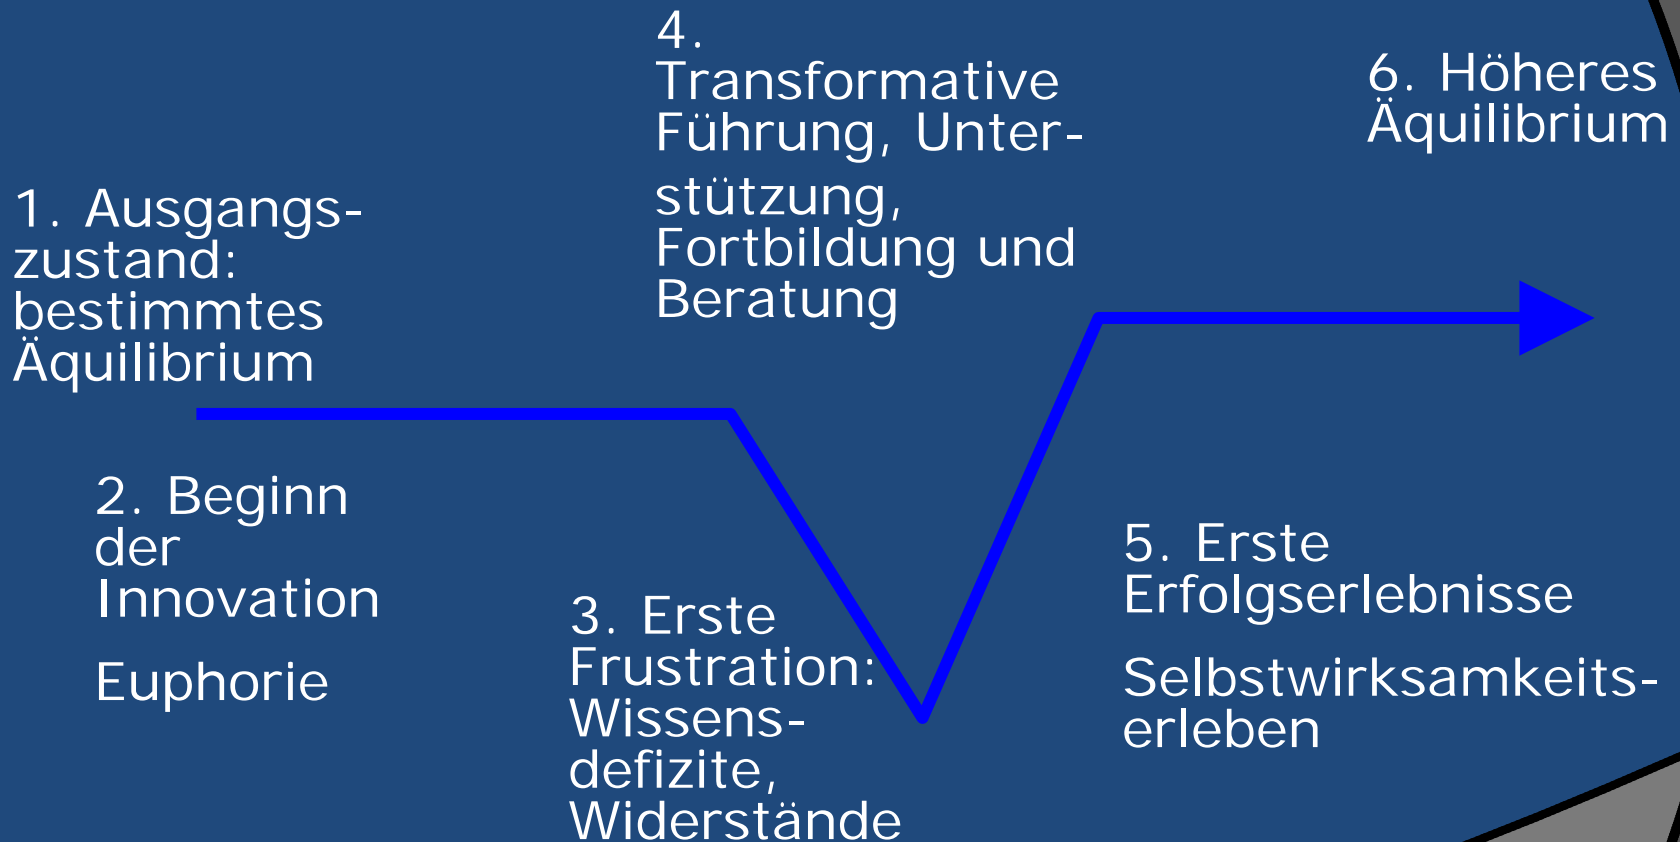 1. Ausgangs-
zustand:
bestimmtes
Äquilibrium
2. Beginn
der
Innovation
Euphorie
3. Erste
Frustration:
Wissens-
defizite,
Widerstände
4.
Transformative
Führung, Unter-
stützung,
Fortbildung und
Beratung
5. Erste
Erfolgserlebnisse
Selbstwirksamkeits-
erleben
6. Höheres
Äquilibrium